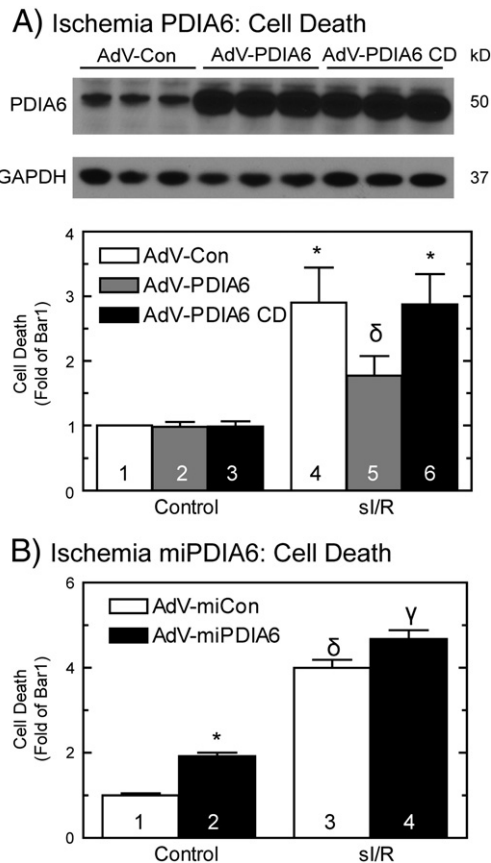 A) Ischemia PDIA6: Cell Death
AdV-Con AdV-PDIA6 AdV-PDIA6 CD kD
PDIA6 50
GAPDH 37
4
3
2
1
0
Cell Death
(Fold of Bar1)
AdV-Con
AdV-PDIA6
AdV-PDIA6 CD
* δ *
1 2 3 4 5 6
Control sI/R
B) Ischemia miPDIA6: Cell Death
6
4
2
0
Cell Death
(Fold of Bar1)
AdV-miCon
AdV-miPDIA6
* δ γ
1 2 3 4
Control sI/R